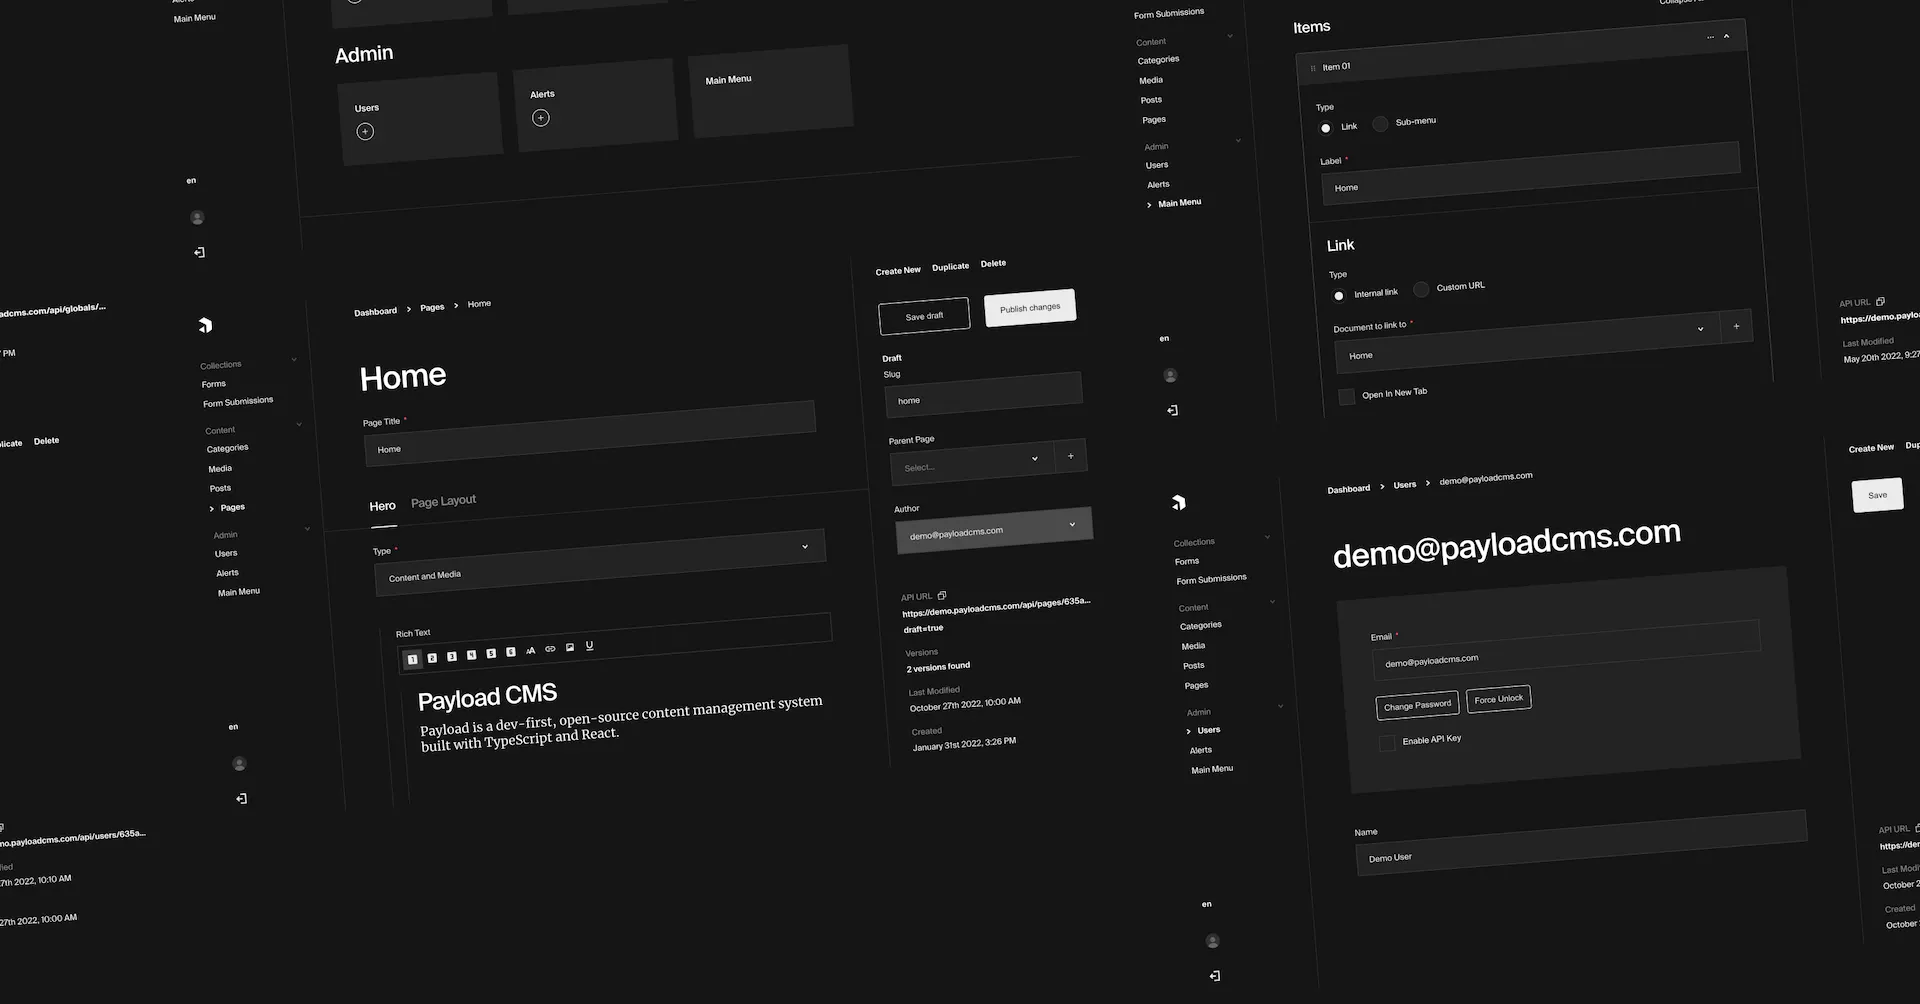 Main Menu
en
Admin
Users
Alerts
Main Menu
adcms.com/api/globals/...
PM
Delete
mo.payloadcms.com/api/users/635a...
27th 2022, 10:10 AM
27th 2022, 10:00 AM
Collections
Forms
Form Submissions
Content
Categories
Media
Posts
Pages
Admin
Users
Alerts
Main Menu
en
Dashboard > Pages > Home
Home
Page Title *
Home
Hero Page Layout
Type *
Content and Media
Rich Text
1 2 3 4 5 6 AA U
Payload CMS
Payload is a dev-first, open-source content management system
built with TypeScript and React.
Create New Duplicate Delete
Save draft Publish changes
Draft
Slug
home
Parent Page
Select...
Author
demo@payloadcms.com
API URL
https://demo.payloadcms.com/api/pages/635a...
draft=true
Versions
2 versions found
Last Modified
October 27th 2022, 10:00 AM
Created
January 31st 2022, 3:26 PM
Form Submissions
Content
Categories
Media
Posts
Pages
Admin
Users
Alerts
> Main Menu
en
Items
Item 01
Type
Link Sub-menu
Label *
Home
Link
Type
Internal link Custom URL
Document to link to *
Home
Open In New Tab
API URL
https://demo.paylo
Last Modified
May 20th 2022, 9:27
Collections
Forms
Form Submissions
Content
Categories
Media
Posts
Pages
Admin
> Users
Alerts
Main Menu
en
Dashboard > Users > demo@payloadcms.com
demo@payloadcms.com
Email *
demo@payloadcms.com
Change Password Force Unlock
Enable API Key
Name
Demo User
Create New Dup
Save
API URL
https://de
Last Modi
October 2
Created
October